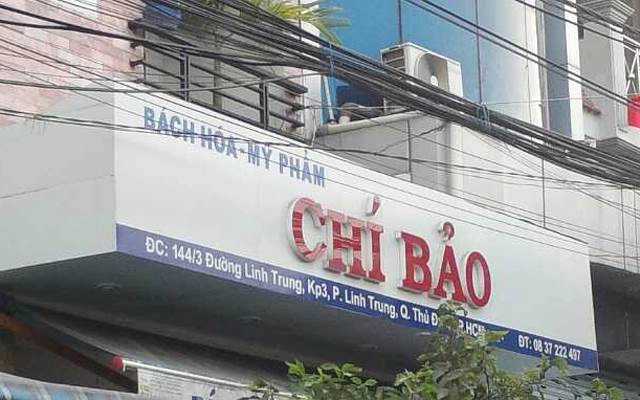 BÁCH HÓA - MỸ PHẨM
CHÍ BẢO
ĐC: 144/3 Đường Linh Trung, Kp3, P. Linh Trung, Q. Thủ ĐT: 08 37 222 497